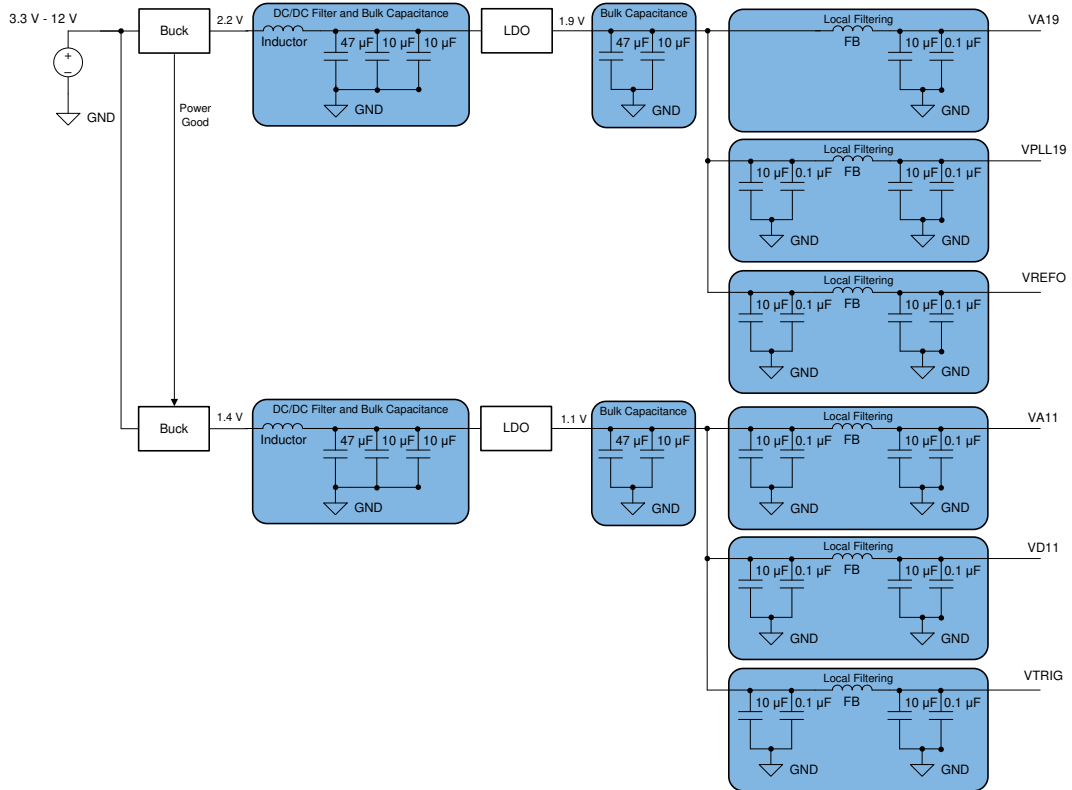 3.3 V - 12 V
GND
Buck
Power
Good
2.2 V
DC/DC Filter and Bulk Capacitance
Inductor
47 µF
10 µF
10 µF
GND
LDO
1.9 V
Bulk Capacitance
47 µF
10 µF
GND
Local Filtering
FB
10 µF
0.1 µF
GND
VA19
Local Filtering
10 µF
0.1 µF
FB
10 µF
0.1 µF
GND
GND
VPLL19
Local Filtering
10 µF
0.1 µF
FB
10 µF
0.1 µF
GND
GND
VREFO
Buck
1.4 V
DC/DC Filter and Bulk Capacitance
Inductor
47 µF
10 µF
10 µF
GND
LDO
1.1 V
Bulk Capacitance
47 µF
10 µF
GND
Local Filtering
10 µF
0.1 µF
FB
10 µF
0.1 µF
GND
GND
VA11
Local Filtering
10 µF
0.1 µF
FB
10 µF
0.1 µF
GND
GND
VD11
Local Filtering
10 µF
0.1 µF
FB
10 µF
0.1 µF
GND
GND
VTRIG